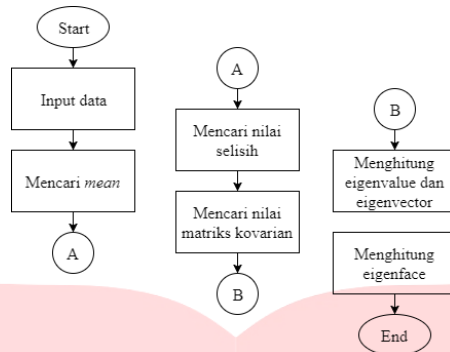 Start
Input data
Mencari mean
A
A
Mencari nilai
selisih
Mencari nilai
matriks kovarian
B
B
Menghitung
eigenvalue dan
eigenvector
Menghitung
eigenface
End